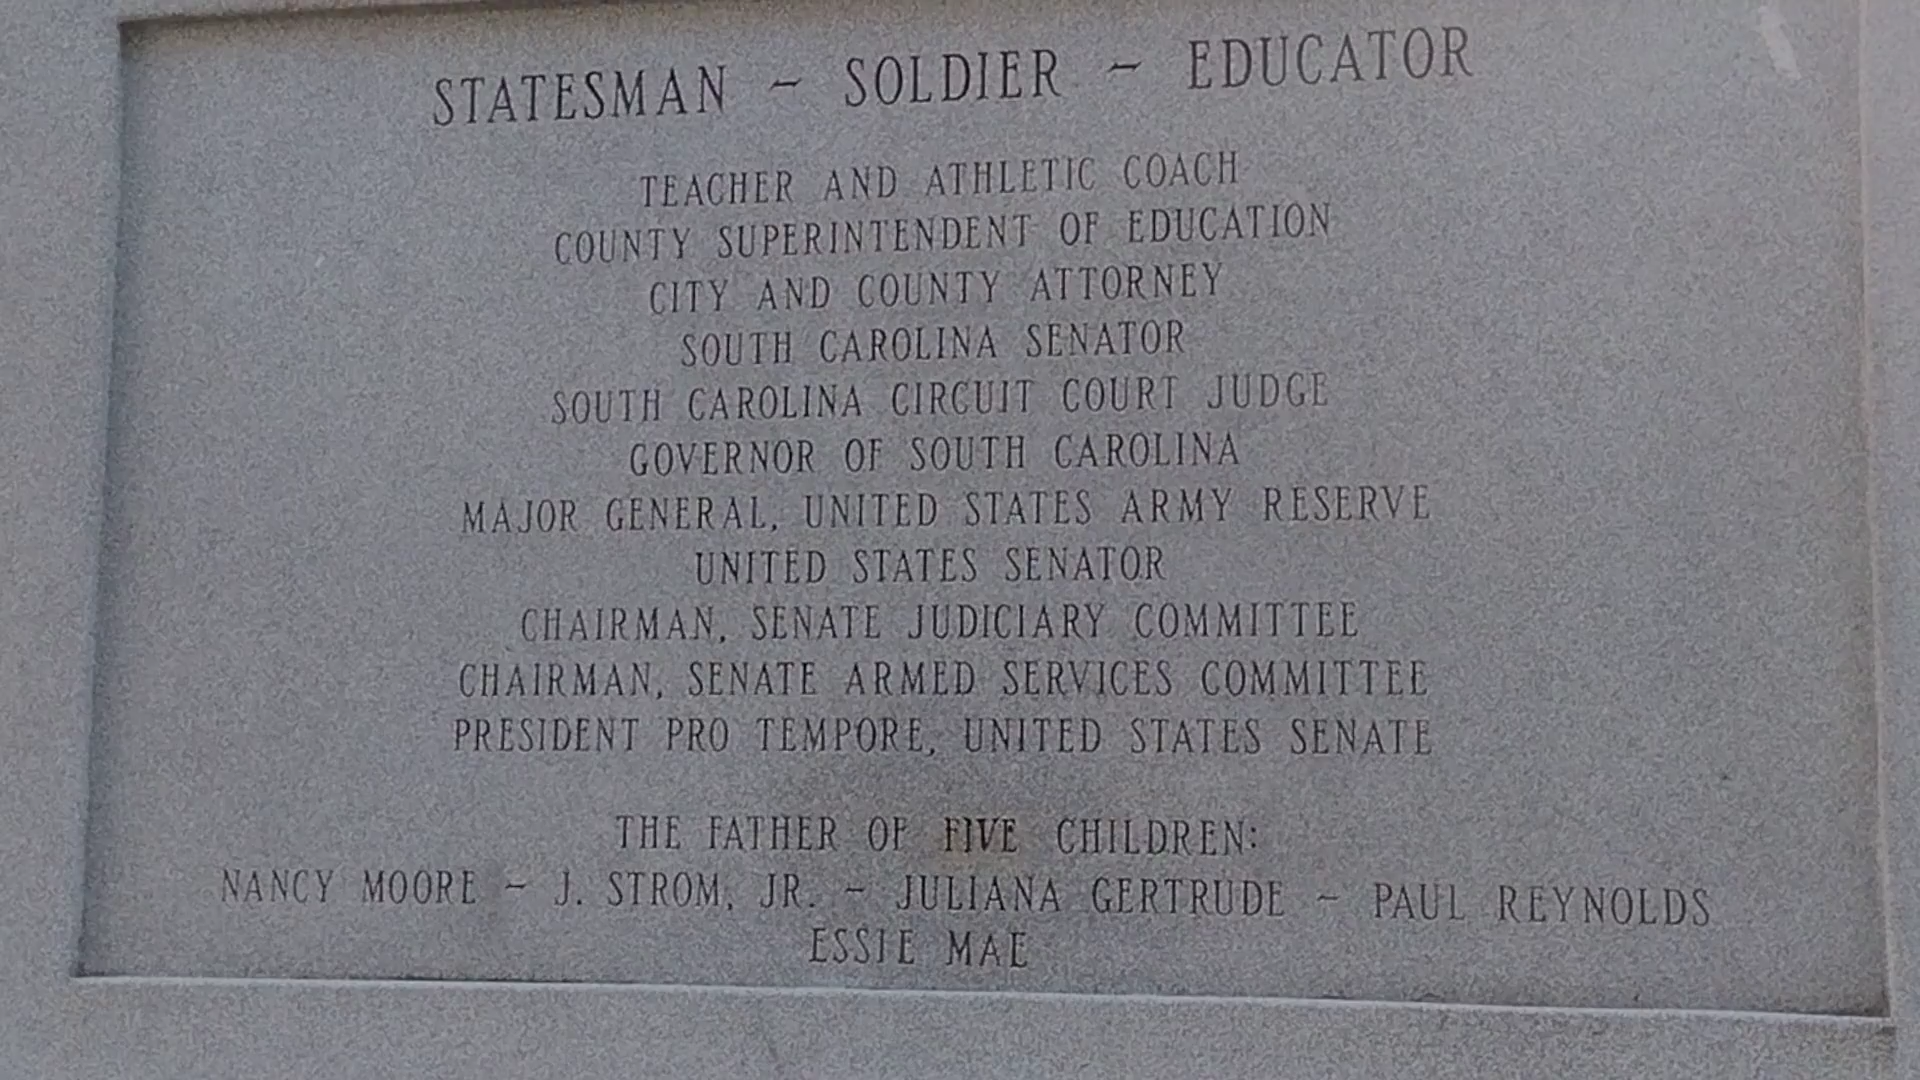 STATESMAN ~ SOLDIER ~ EDUCATOR
TEACHER AND ATHLETIC COACH
COUNTY SUPERINTENDENT OF EDUCATION
CITY AND COUNTY ATTORNEY
SOUTH CAROLINA SENATOR
SOUTH CAROLINA CIRCUIT COURT JUDGE
GOVERNOR OF SOUTH CAROLINA
MAJOR GENERAL, UNITED STATES ARMY RESERVE
UNITED STATES SENATOR
CHAIRMAN, SENATE JUDICIARY COMMITTEE
CHAIRMAN, SENATE ARMED SERVICES COMMITTEE
PRESIDENT PRO TEMPORE, UNITED STATES SENATE
THE FATHER OF FIVE CHILDREN:
NANCY MOORE ~ J. STROM, JR. ~ JULIANA GERTRUDE ~ PAUL REYNOLDS
ESSIE MAE